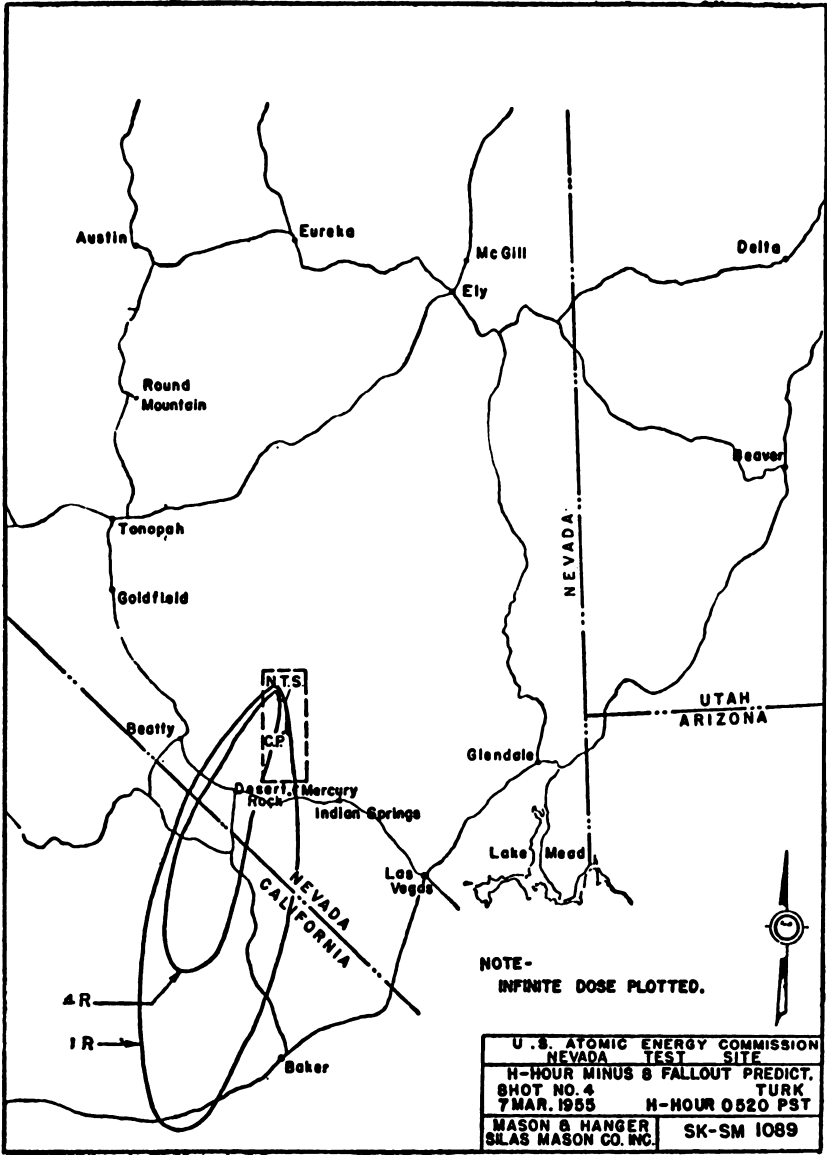 Austin
Eureka
McGill
Delta
Ely
Round
Mountain
Beaver
Tonopah
NEVADA
Goldfield
N.T.S.
UTAH
ARIZONA
Beatty
C.P.
Glendale
Desert
Rock
Mercury
Indian Springs
Lake Mead
Las
Vegas
NEVADA
CALIFORNIA
NOTE-
INFINITE DOSE PLOTTED.
R
1R
Baker
U.S. ATOMIC ENERGY COMMISSION
NEVADA TEST SITE
H-HOUR MINUS 8 FALLOUT PREDICT.
SHOT NO. 4 TURK
7 MAR. 1955 H-HOUR 0520 PST
MASON & HANGER
SILAS MASON CO. INC.
SK-SM 1089